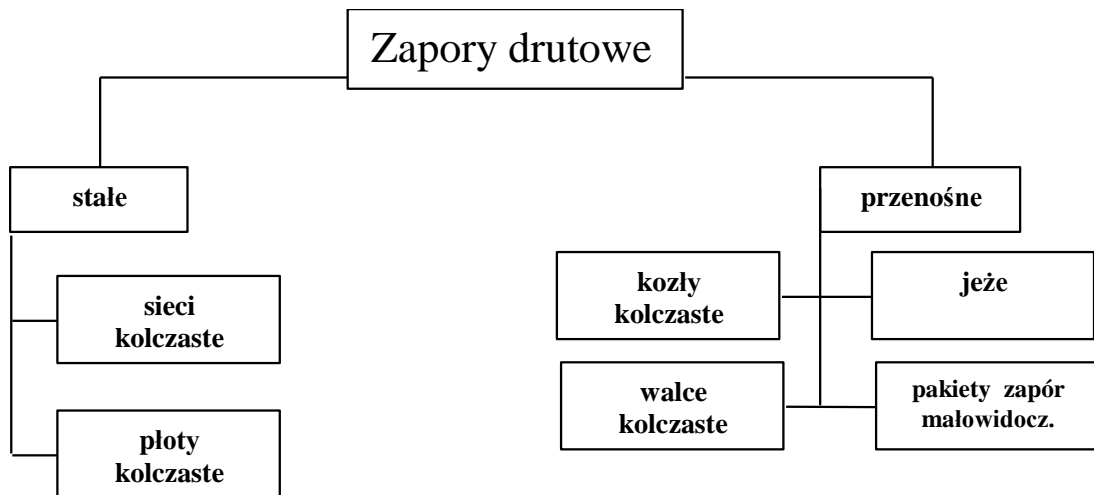 Zapory drutowe
stałe
przenośne
sieci
kolczaste
płoty
kolczaste
kozły
kolczaste
jeże
walce
kolczaste
pakiety zapór
małowidocz.